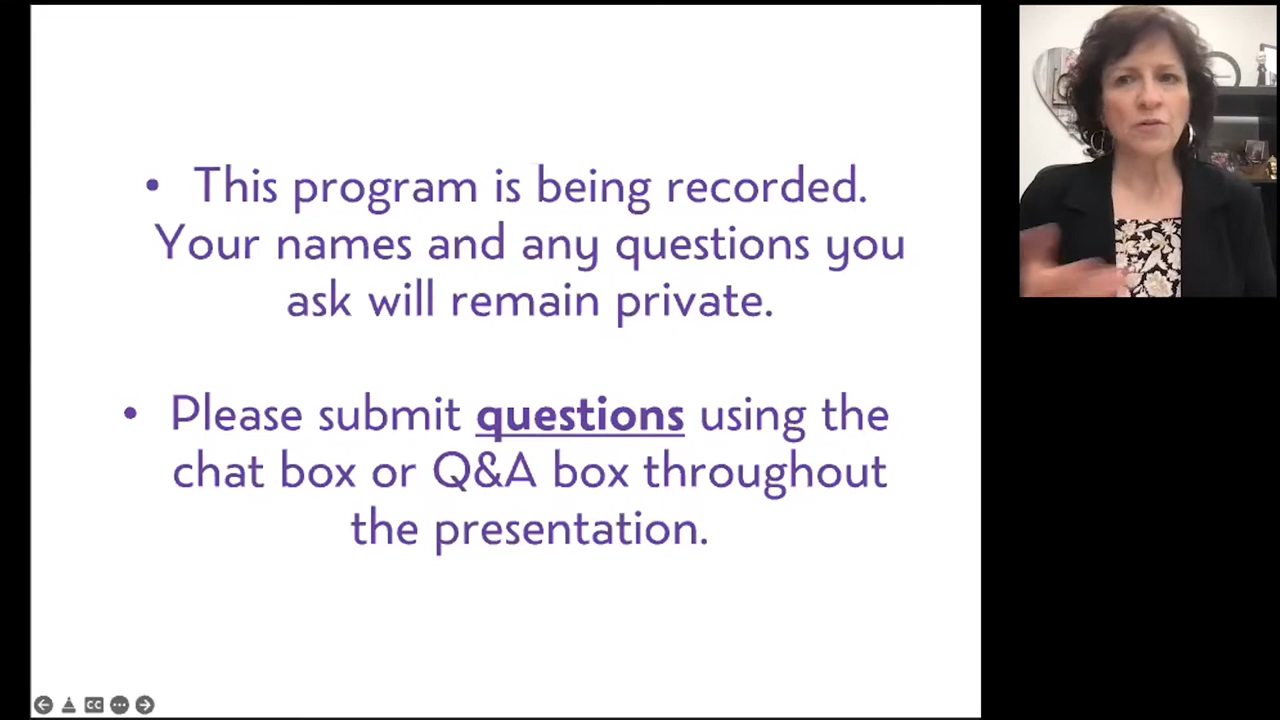 • This program is being recorded.
Your names and any questions you
ask will remain private.
• Please submit questions using the
chat box or Q&A box throughout
the presentation.
CC